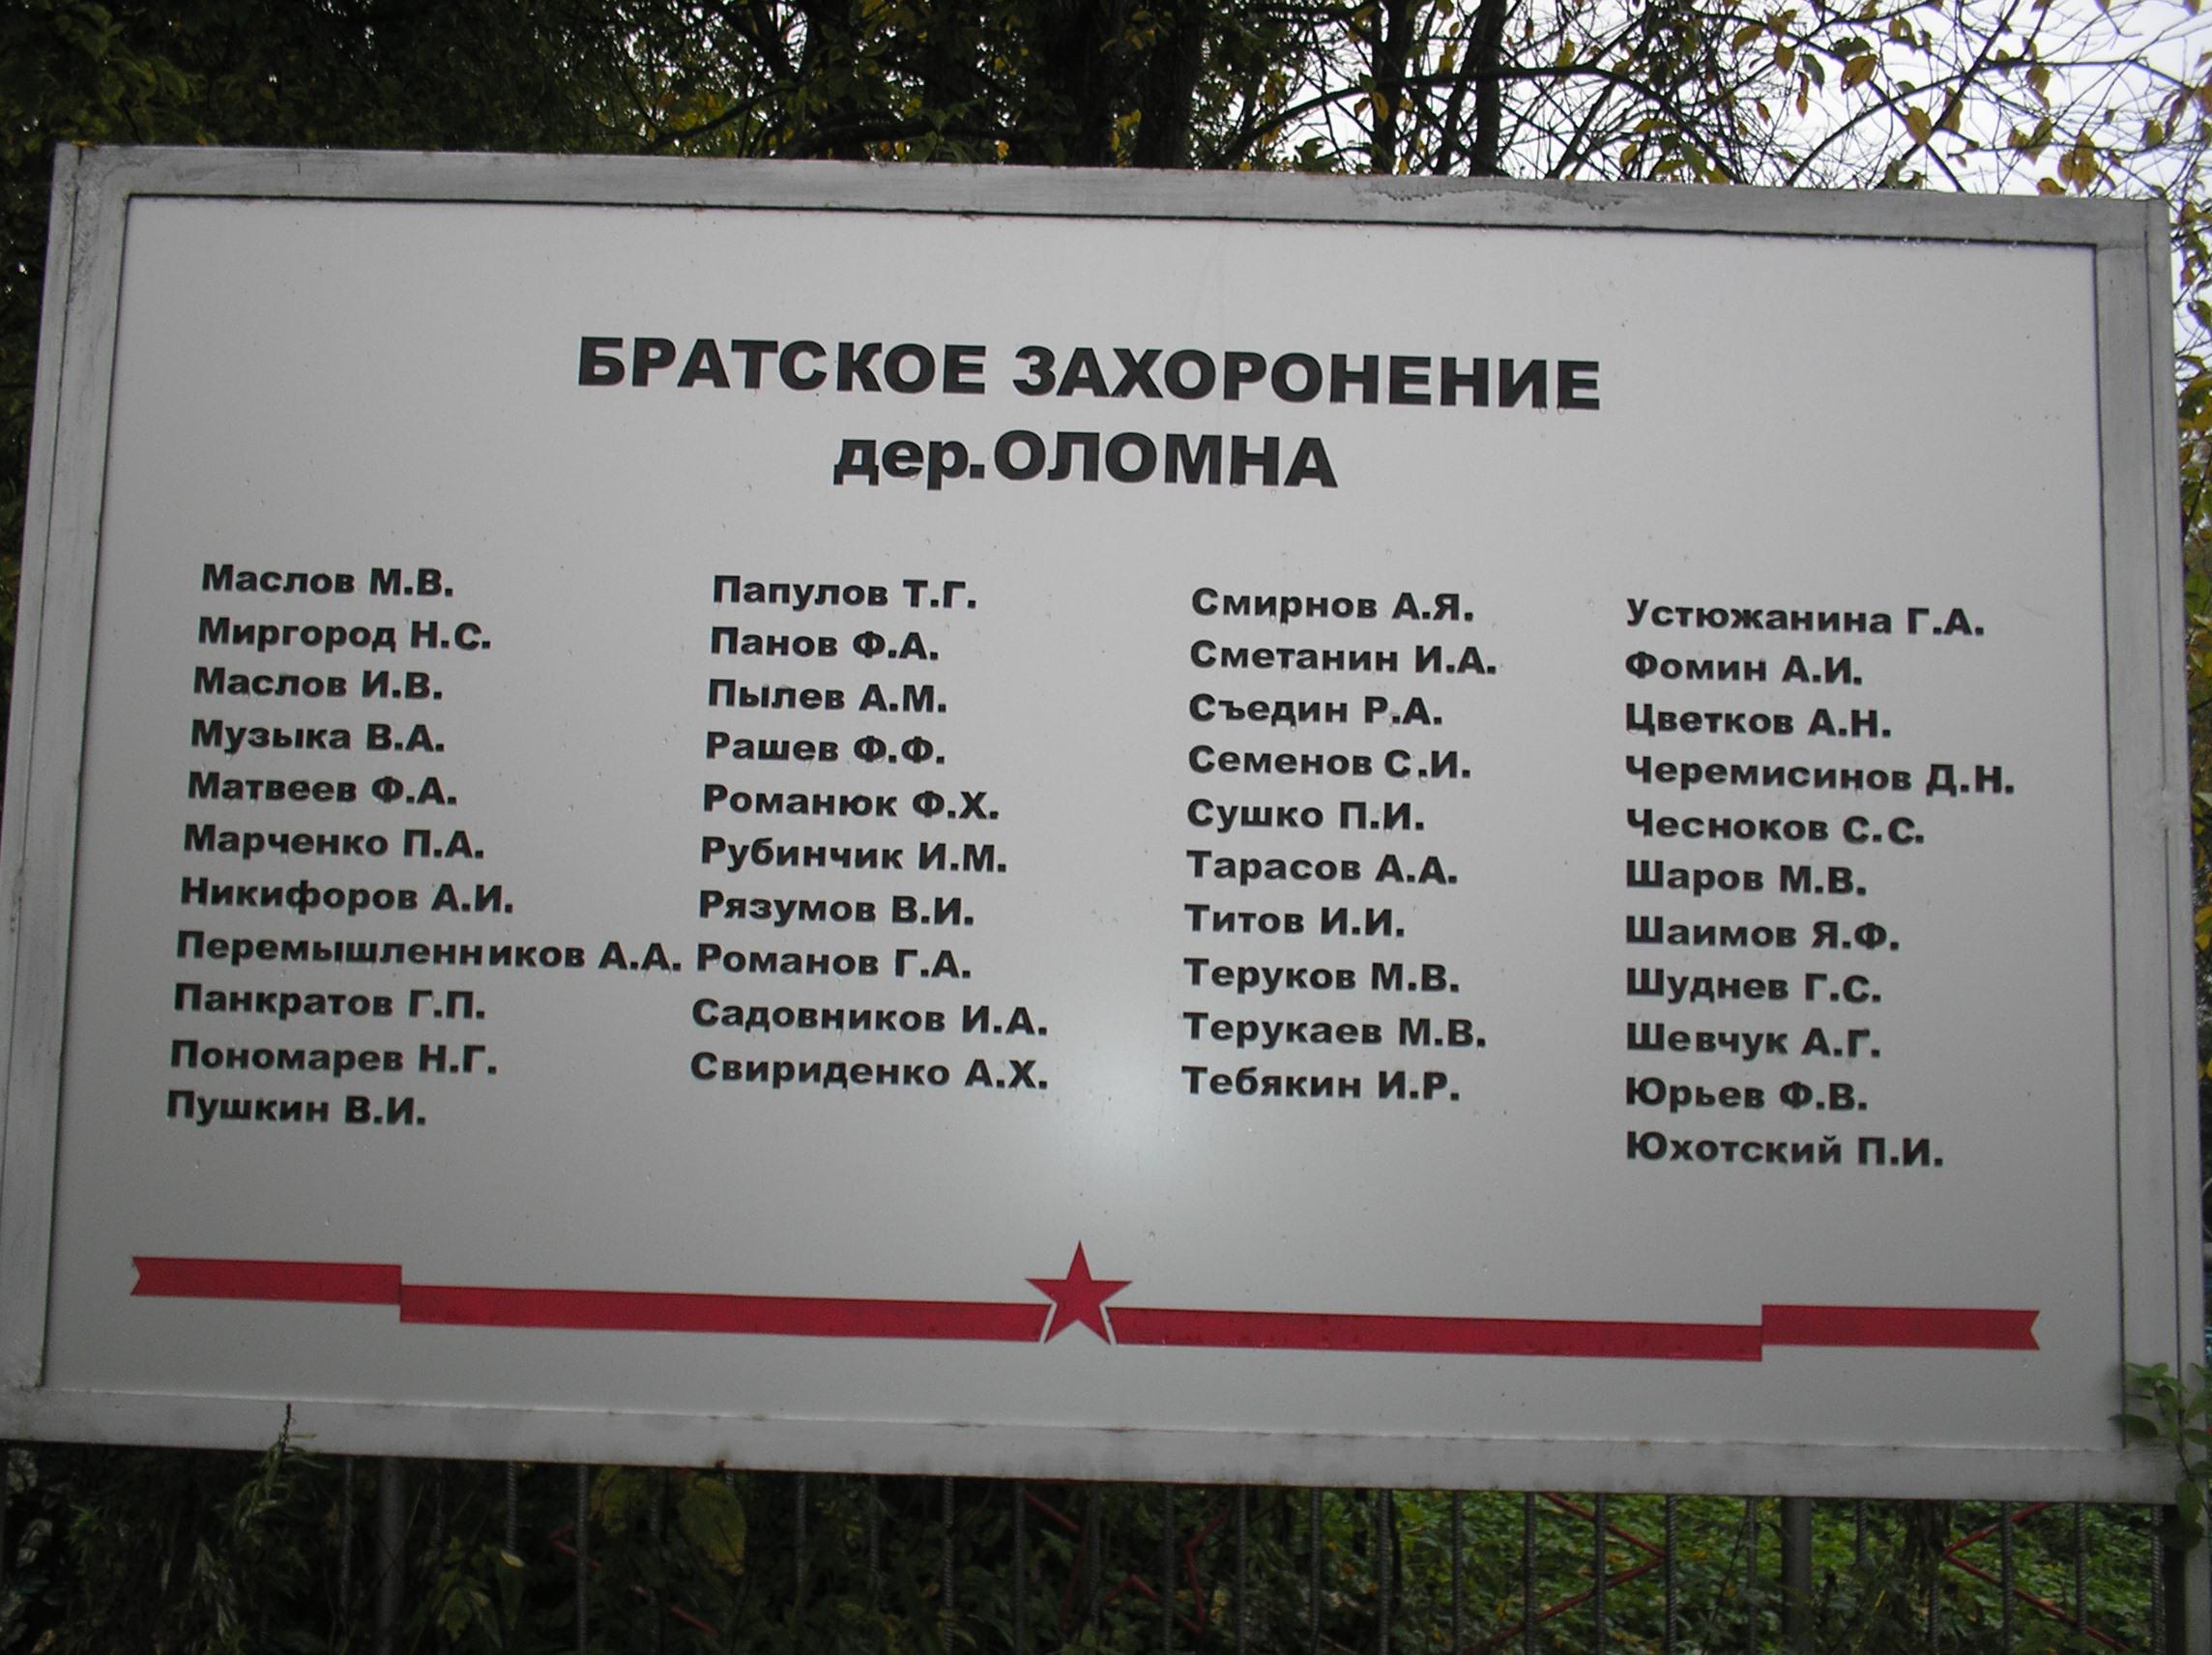 БРАТСКОЕ ЗАХОРОНЕНИЕ
дер.ОЛОМНА
Маслов М.В.
Миргород Н.С.
Маслов И.В.
Музыка В.А.
Матвеев Ф.А.
Марченко П.А.
Никифоров А.И.
Перемышленников А.А.
Панкратов Г.П.
Пономарев Н.Г.
Пушкин В.И.
Папулов Т.Г.
Панов Ф.А.
Пылев А.М.
Рашев Ф.Ф.
Романюк Ф.Х.
Рубинчик И.М.
Рязумов В.И.
Романов Г.А.
Садовников И.А.
Свириденко А.Х.
Смирнов А.Я.
Сметанин И.А.
Съедин Р.А.
Семенов С.И.
Сушко П.И.
Тарасов А.А.
Титов И.И.
Теруков М.В.
Терукаев М.В.
Тебякин И.Р.
Устюжанина Г.А.
Фомин А.И.
Цветков А.Н.
Черемисинов Д.Н.
Чесноков С.С.
Шаров М.В.
Шаимов Я.Ф.
Шуднев Г.С.
Шевчук А.Г.
Юрьев Ф.В.
Юхотский П.И.